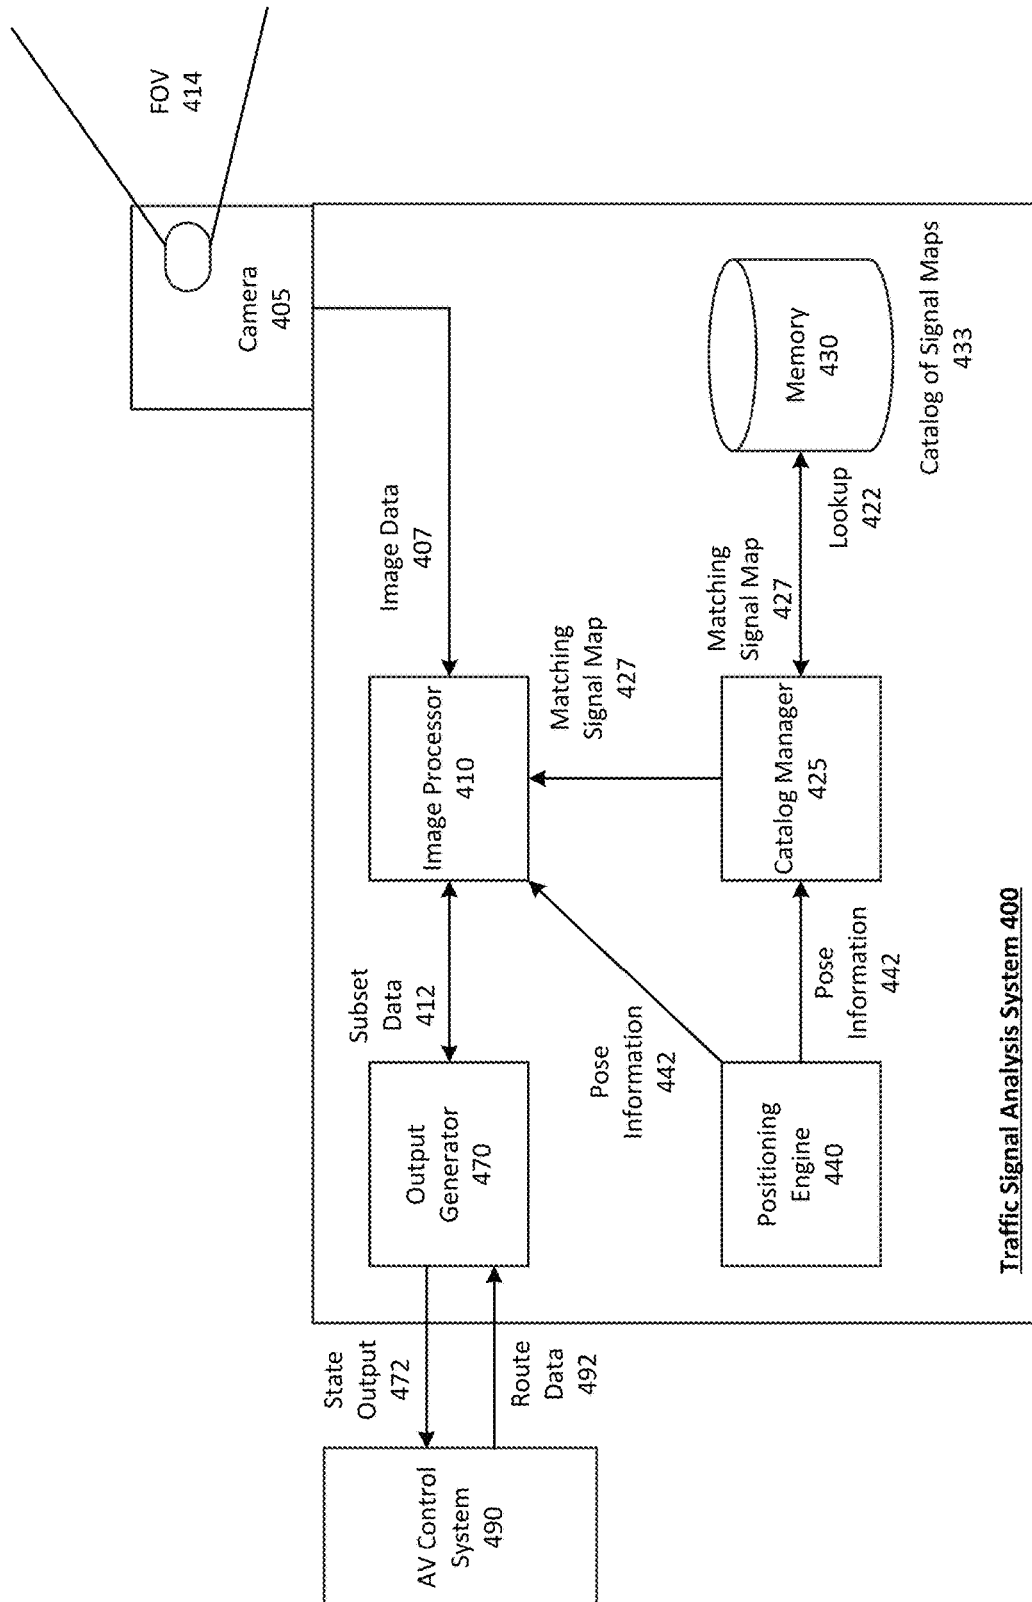 FOV
414
Camera
405
Image Data
407
Image Processor
410
Subset
Data
412
Output
Generator
470
State
Output
472
Route
Data
492
AV Control
System
490
Matching
Signal Map
427
Matching
Signal Map
427
Lookup
422
Memory
430
Catalog of Signal Maps
433
Catalog Manager
425
Pose
Information
442
Pose
Information
442
Positioning
Engine
440
Traffic Signal Analysis System 400